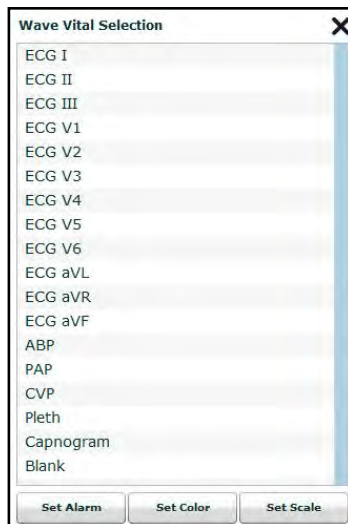 Wave Vital Selection
ECG I
ECG II
ECG III
ECG V1
ECG V2
ECG V3
ECG V4
ECG V5
ECG V6
ECG aVL
ECG aVR
ECG aVF
ABP
PAP
CVP
Pleth
Capnogram
Blank
Set Alarm Set Color Set Scale